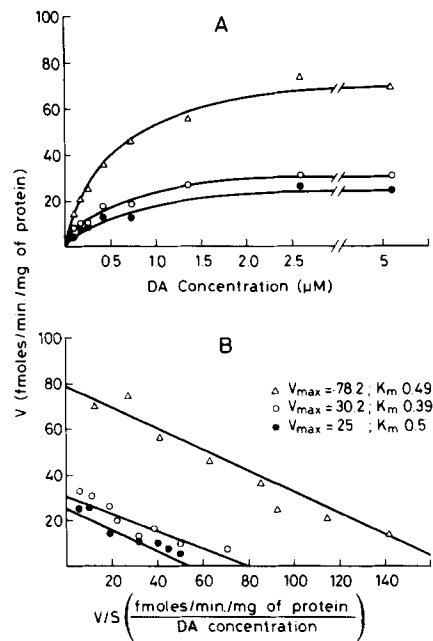 A
100
80
60
40
20
0
0.5
1.0
1.5
2.0
2.5
5
DA Concentration (µM)
V (fmoles/min/mg of protein)
B
100
80
60
40
20
△ Vmax = 78.2 ; Km 0.49
○ Vmax = 30.2 ; Km 0.39
● Vmax = 25 ; Km 0.5
20
40
60
80
100
120
140
160
V/S (fmoles/min./mg of protein
DA concentration)